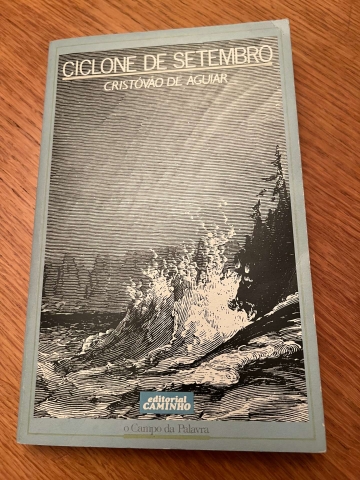 CICLONE DE SETEMBRO
CRISTÓVÃO DE AGUIAR
editorial
CAMINHO
o Campo da Palavra